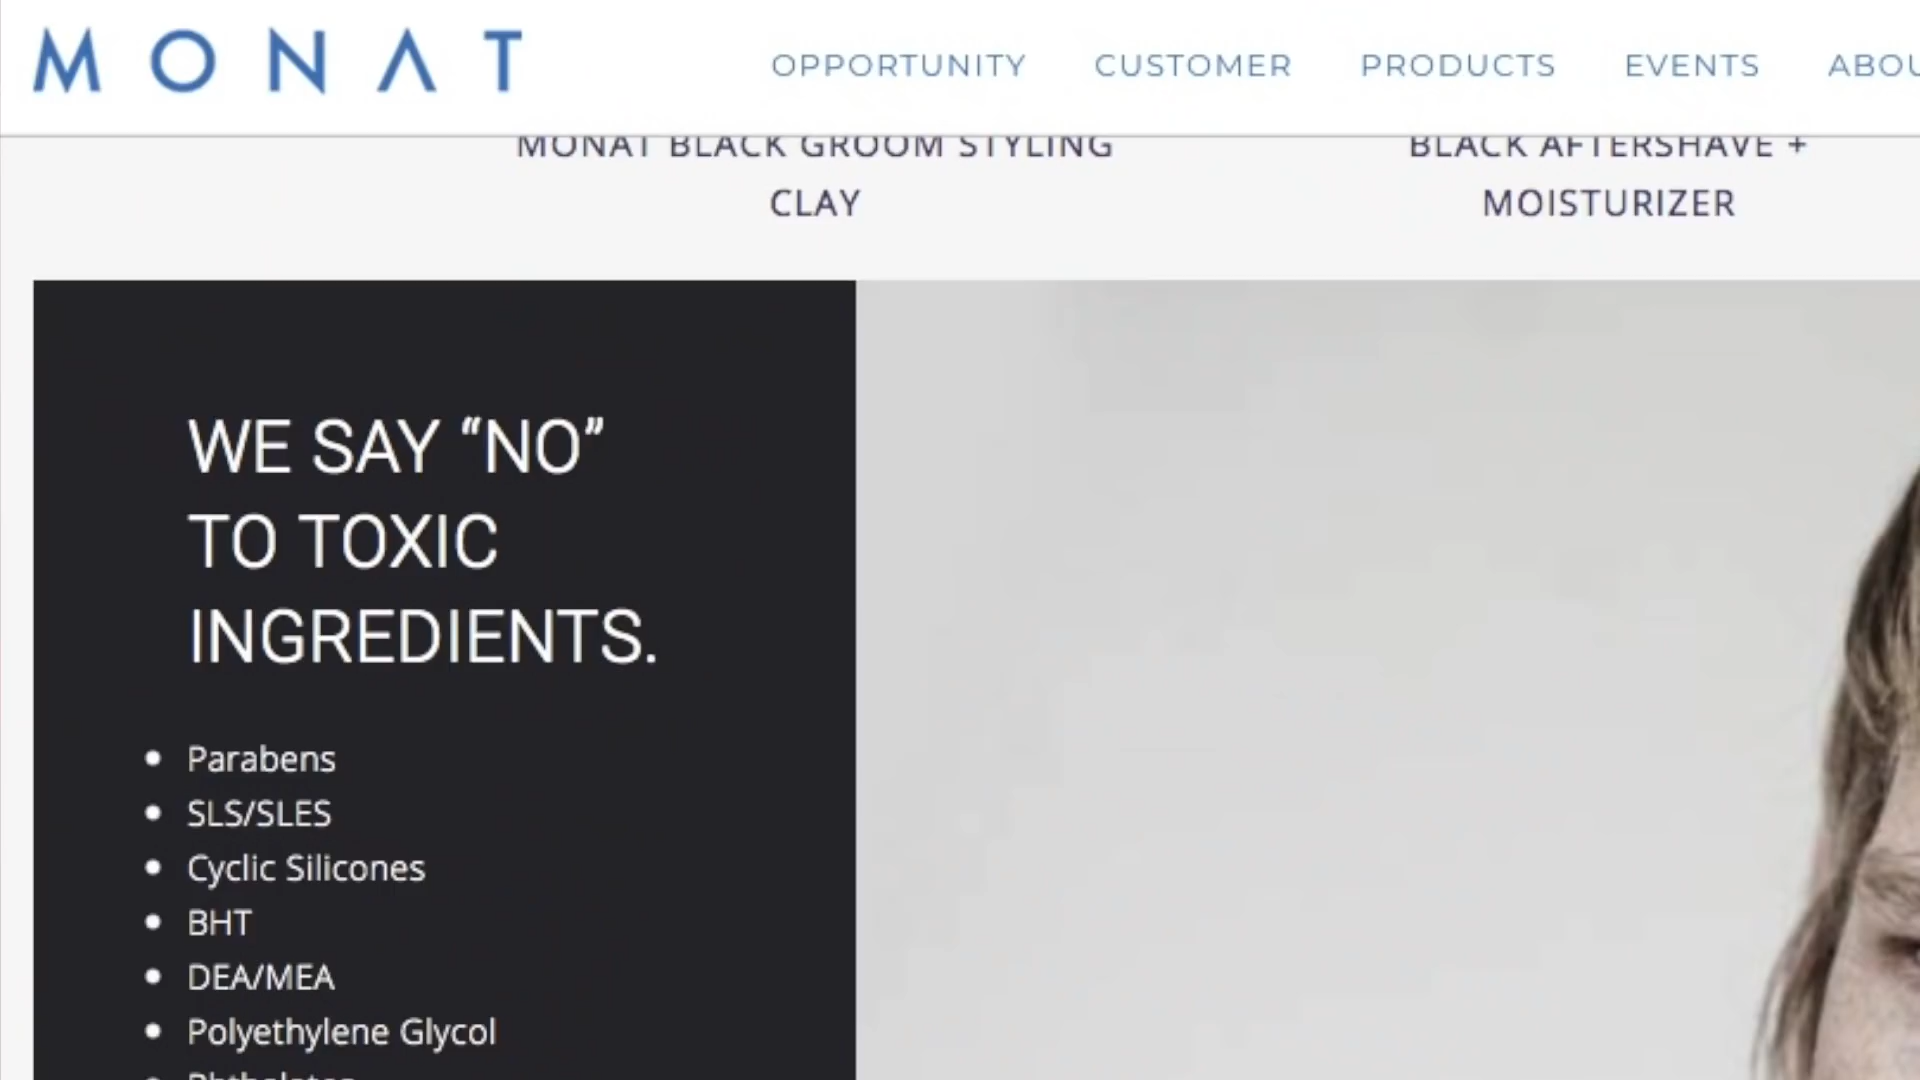 MONAT
OPPORTUNITY CUSTOMER PRODUCTS EVENTS
MONAT BLACK GROOM STYLING
CLAY
BLACK AFTERSHAVE +
MOISTURIZER
WE SAY “NO”
TO TOXIC
INGREDIENTS.
• Parabens
• SLS/SLES
• Cyclic Silicones
• BHT
• DEA/MEA
• Polyethylene Glycol